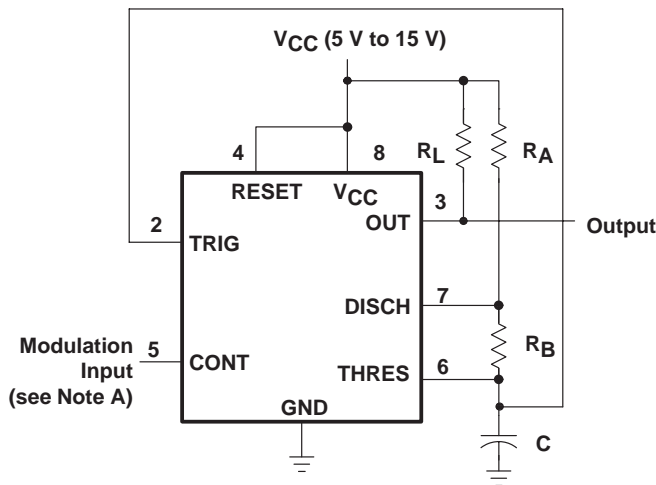 VCC (5 V to 15 V)
4
8
RL
RA
RESET
VCC
3
2
OUT
Output
TRIG
7
DISCH
RB
Modulation
Input
(see Note A)
5
CONT
6
THRES
GND
C